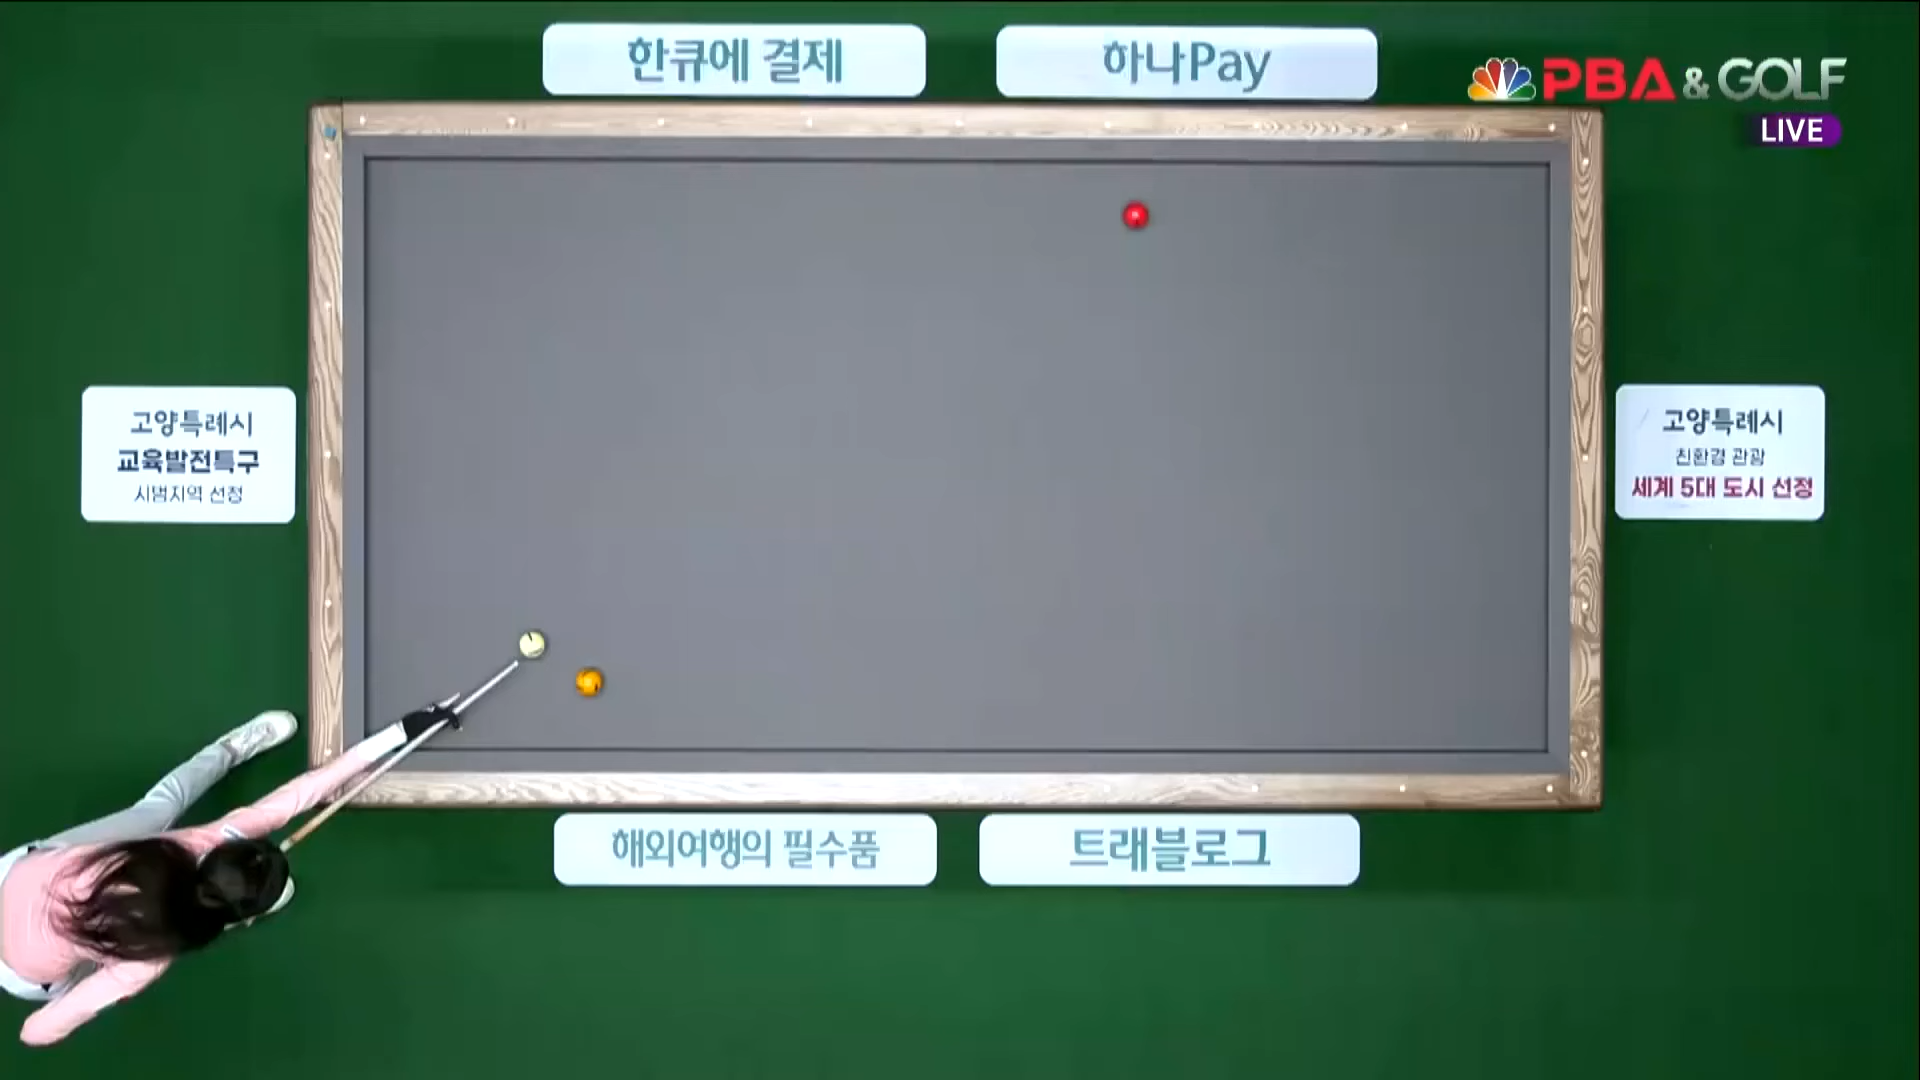 한큐에 결제
하나Pay
PBA & GOLF
LIVE
고양특례시
교육발전특구
시범지역 선정
고양특례시
친환경 관광
세계 5대 도시 선정
해외여행의 필수품
트래블로그